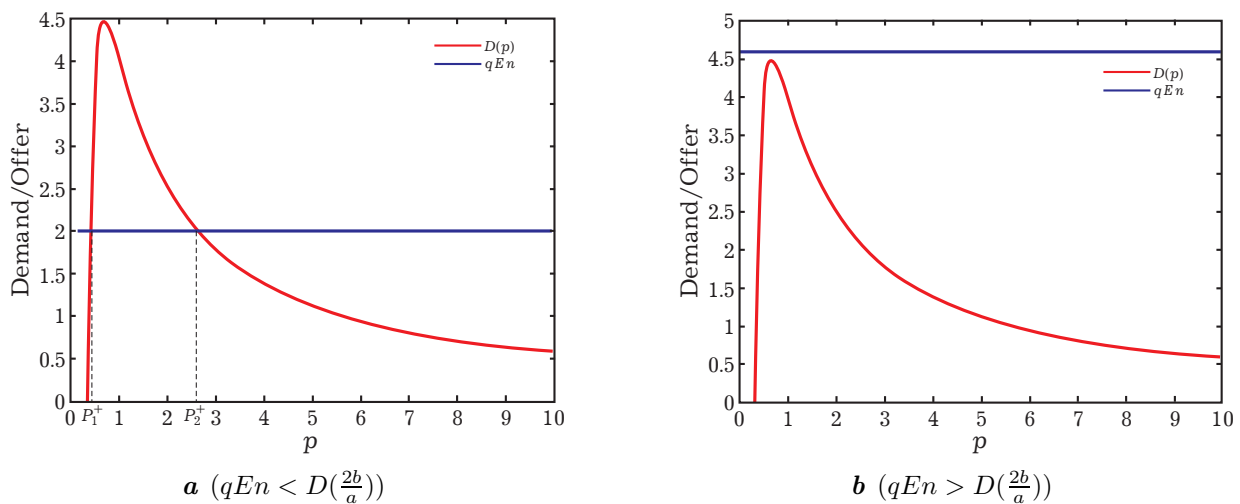 4.5
4
3.5
3
2.5
2
1.5
1
0.5
0
Demand/Offer
D(p)
qEn
0 P₁⁺ 1 2 P₂⁺ 3 4 5 6 7 8 9 10
p
a (qEn < D(2b/a))
5
4.5
4
3.5
3
2.5
2
1.5
1
0.5
0
Demand/Offer
D(p)
qEn
0 1 2 3 4 5 6 7 8 9 10
p
b (qEn > D(2b/a))